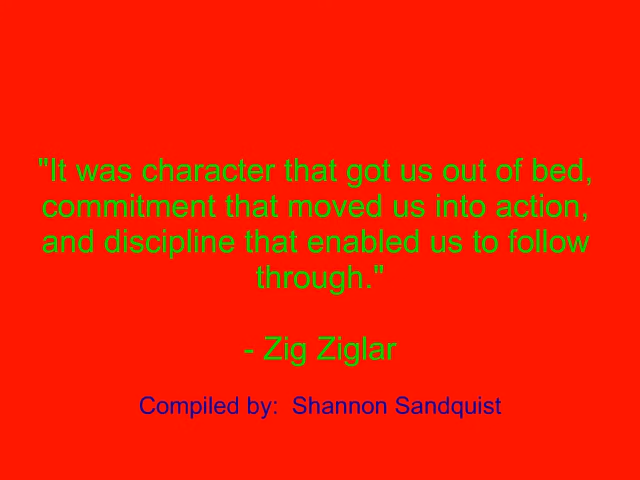 "It was character that got us out of bed,
commitment that moved us into action,
and discipline that enabled us to follow
through."
- Zig Ziglar
Compiled by:  Shannon Sandquist